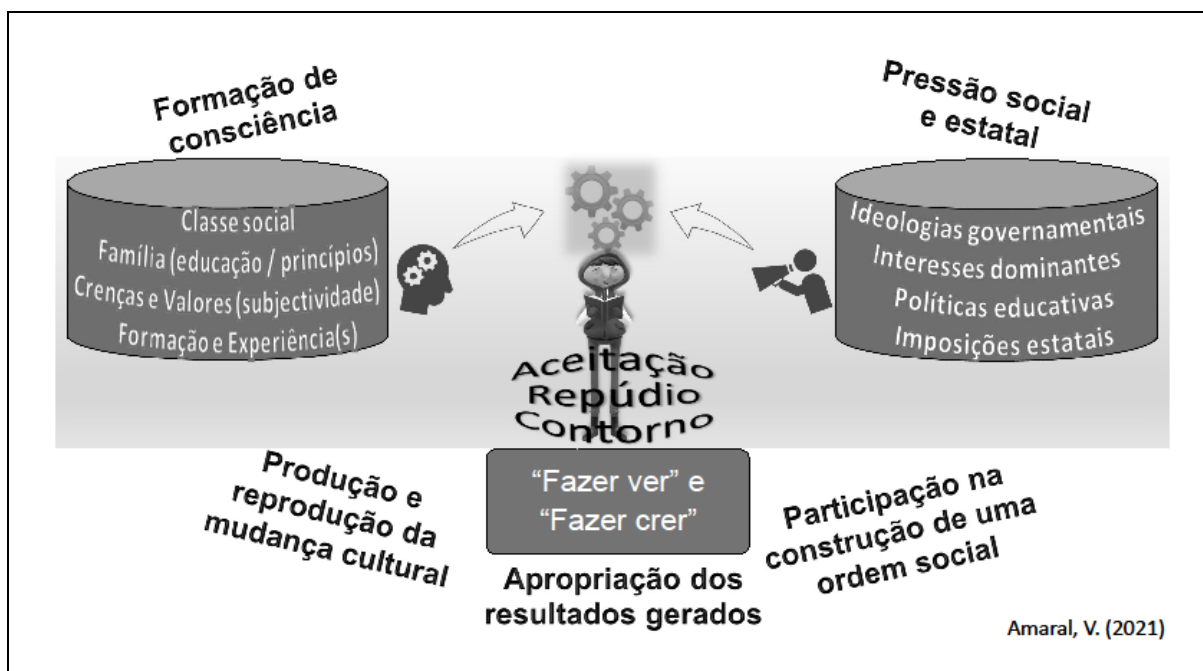 Formação de
consciência
Classe social
Família (educação / princípios)
Crenças e Valores (subjectividade)
Formação e Experiência(s)
Pressão social
e estatal
Ideologias governamentais
Interesses dominantes
Políticas educativas
Imposições estatais
Aceitação
Repúdio
Contorno
“Fazer ver” e
“Fazer crer”
Produção e
reprodução da
mudança cultural
Apropriação dos
resultados gerados
Participação na
construção de uma
ordem social
Amaral, V. (2021)